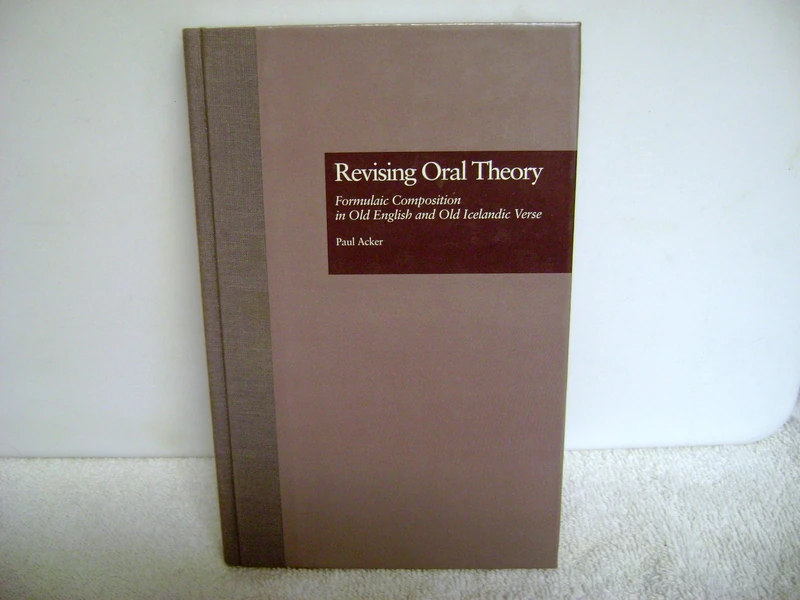 Revising Oral Theory
Formulaic Composition
in Old English and Old Icelandic Verse
Paul Acker